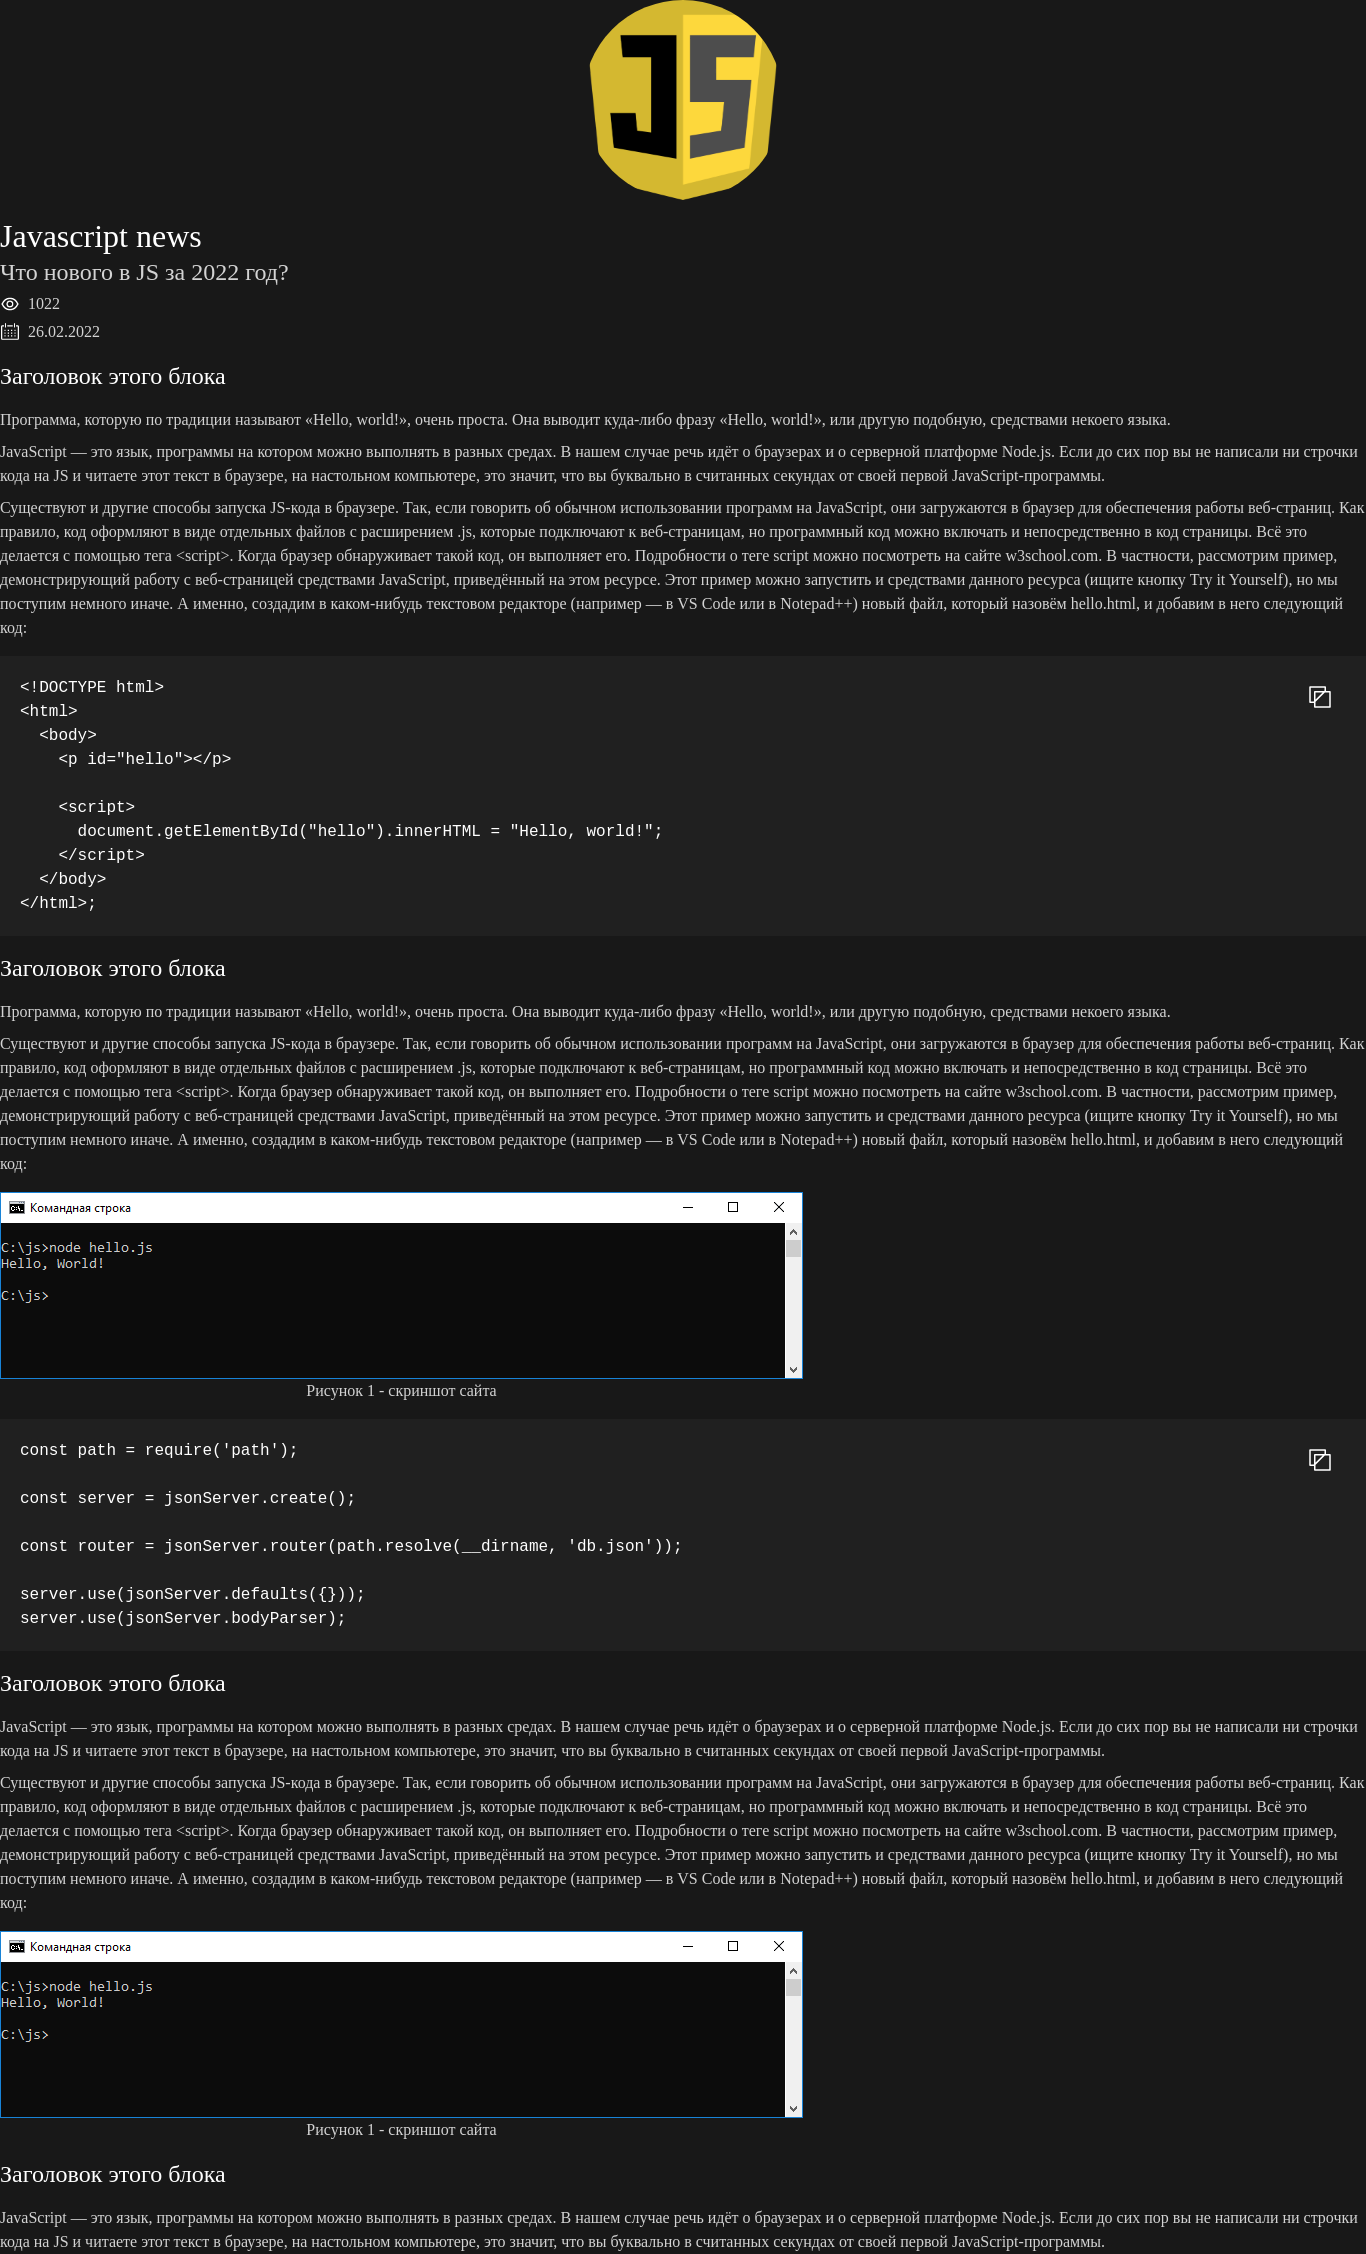 JS
Javascript news
Что нового в JS за 2022 год?
1022
26.02.2022
Заголовок этого блока
Программа, которую по традиции называют «Hello, world!», очень проста. Она выводит куда-либо фразу «Hello, world!», или другую подобную, средствами некоего языка.
JavaScript — это язык, программы на котором можно выполнять в разных средах. В нашем случае речь идёт о браузерах и о серверной платформе Node.js. Если до сих пор вы не написали ни строчки
кода на JS и читаете этот текст в браузере, на настольном компьютере, это значит, что вы буквально в считанных секундах от своей первой JavaScript-программы.
Существуют и другие способы запуска JS-кода в браузере. Так, если говорить об обычном использовании программ на JavaScript, они загружаются в браузер для обеспечения работы веб-страниц. Как
правило, код оформляют в виде отдельных файлов с расширением .js, которые подключают к веб-страницам, но программный код можно включать и непосредственно в код страницы. Всё это
делается с помощью тега <script>. Когда браузер обнаруживает такой код, он выполняет его. Подробности о теге script можно посмотреть на сайте w3school.com. В частности, рассмотрим пример,
демонстрирующий работу с веб-страницей средствами JavaScript, приведённый на этом ресурсе. Этот пример можно запустить и средствами данного ресурса (ищите кнопку Try it Yourself), но мы
поступим немного иначе. А именно, создадим в каком-нибудь текстовом редакторе (например — в VS Code или в Notepad++) новый файл, который назовём hello.html, и добавим в него следующий
код:
<!DOCTYPE html>
<html>
  <body>
    <p id="hello"></p>

    <script>
      document.getElementById("hello").innerHTML = "Hello, world!";
    </script>
  </body>
</html>;
Заголовок этого блока
Программа, которую по традиции называют «Hello, world!», очень проста. Она выводит куда-либо фразу «Hello, world!», или другую подобную, средствами некоего языка.
Существуют и другие способы запуска JS-кода в браузере. Так, если говорить об обычном использовании программ на JavaScript, они загружаются в браузер для обеспечения работы веб-страниц. Как
правило, код оформляют в виде отдельных файлов с расширением .js, которые подключают к веб-страницам, но программный код можно включать и непосредственно в код страницы. Всё это
делается с помощью тега <script>. Когда браузер обнаруживает такой код, он выполняет его. Подробности о теге script можно посмотреть на сайте w3school.com. В частности, рассмотрим пример,
демонстрирующий работу с веб-страницей средствами JavaScript, приведённый на этом ресурсе. Этот пример можно запустить и средствами данного ресурса (ищите кнопку Try it Yourself), но мы
поступим немного иначе. А именно, создадим в каком-нибудь текстовом редакторе (например — в VS Code или в Notepad++) новый файл, который назовём hello.html, и добавим в него следующий
код:
Командная строка
C:\js>node hello.js
Hello, World!
C:\js>
Рисунок 1 - скриншот сайта
const path = require('path');

const server = jsonServer.create();

const router = jsonServer.router(path.resolve(__dirname, 'db.json'));

server.use(jsonServer.defaults({}));
server.use(jsonServer.bodyParser);
Заголовок этого блока
JavaScript — это язык, программы на котором можно выполнять в разных средах. В нашем случае речь идёт о браузерах и о серверной платформе Node.js. Если до сих пор вы не написали ни строчки
кода на JS и читаете этот текст в браузере, на настольном компьютере, это значит, что вы буквально в считанных секундах от своей первой JavaScript-программы.
Существуют и другие способы запуска JS-кода в браузере. Так, если говорить об обычном использовании программ на JavaScript, они загружаются в браузер для обеспечения работы веб-страниц. Как
правило, код оформляют в виде отдельных файлов с расширением .js, которые подключают к веб-страницам, но программный код можно включать и непосредственно в код страницы. Всё это
делается с помощью тега <script>. Когда браузер обнаруживает такой код, он выполняет его. Подробности о теге script можно посмотреть на сайте w3school.com. В частности, рассмотрим пример,
демонстрирующий работу с веб-страницей средствами JavaScript, приведённый на этом ресурсе. Этот пример можно запустить и средствами данного ресурса (ищите кнопку Try it Yourself), но мы
поступим немного иначе. А именно, создадим в каком-нибудь текстовом редакторе (например — в VS Code или в Notepad++) новый файл, который назовём hello.html, и добавим в него следующий
код:
Командная строка
C:\js>node hello.js
Hello, World!
C:\js>
Рисунок 1 - скриншот сайта
Заголовок этого блока
JavaScript — это язык, программы на котором можно выполнять в разных средах. В нашем случае речь идёт о браузерах и о серверной платформе Node.js. Если до сих пор вы не написали ни строчки
кода на JS и читаете этот текст в браузере, на настольном компьютере, это значит, что вы буквально в считанных секундах от своей первой JavaScript-программы.